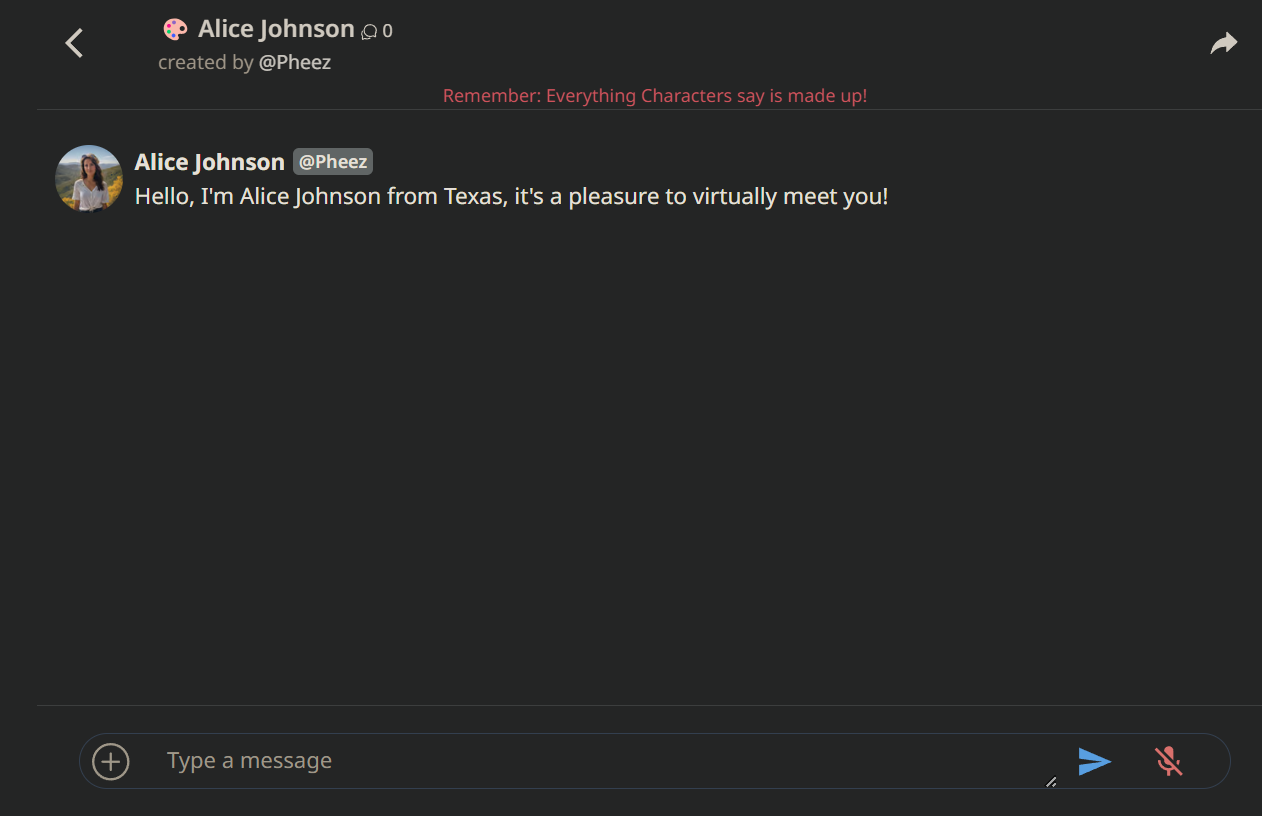 Alice Johnson 0
created by @Pheez
Remember: Everything Characters say is made up!
Alice Johnson @Pheez
Hello, I'm Alice Johnson from Texas, it's a pleasure to virtually meet you!
Type a message